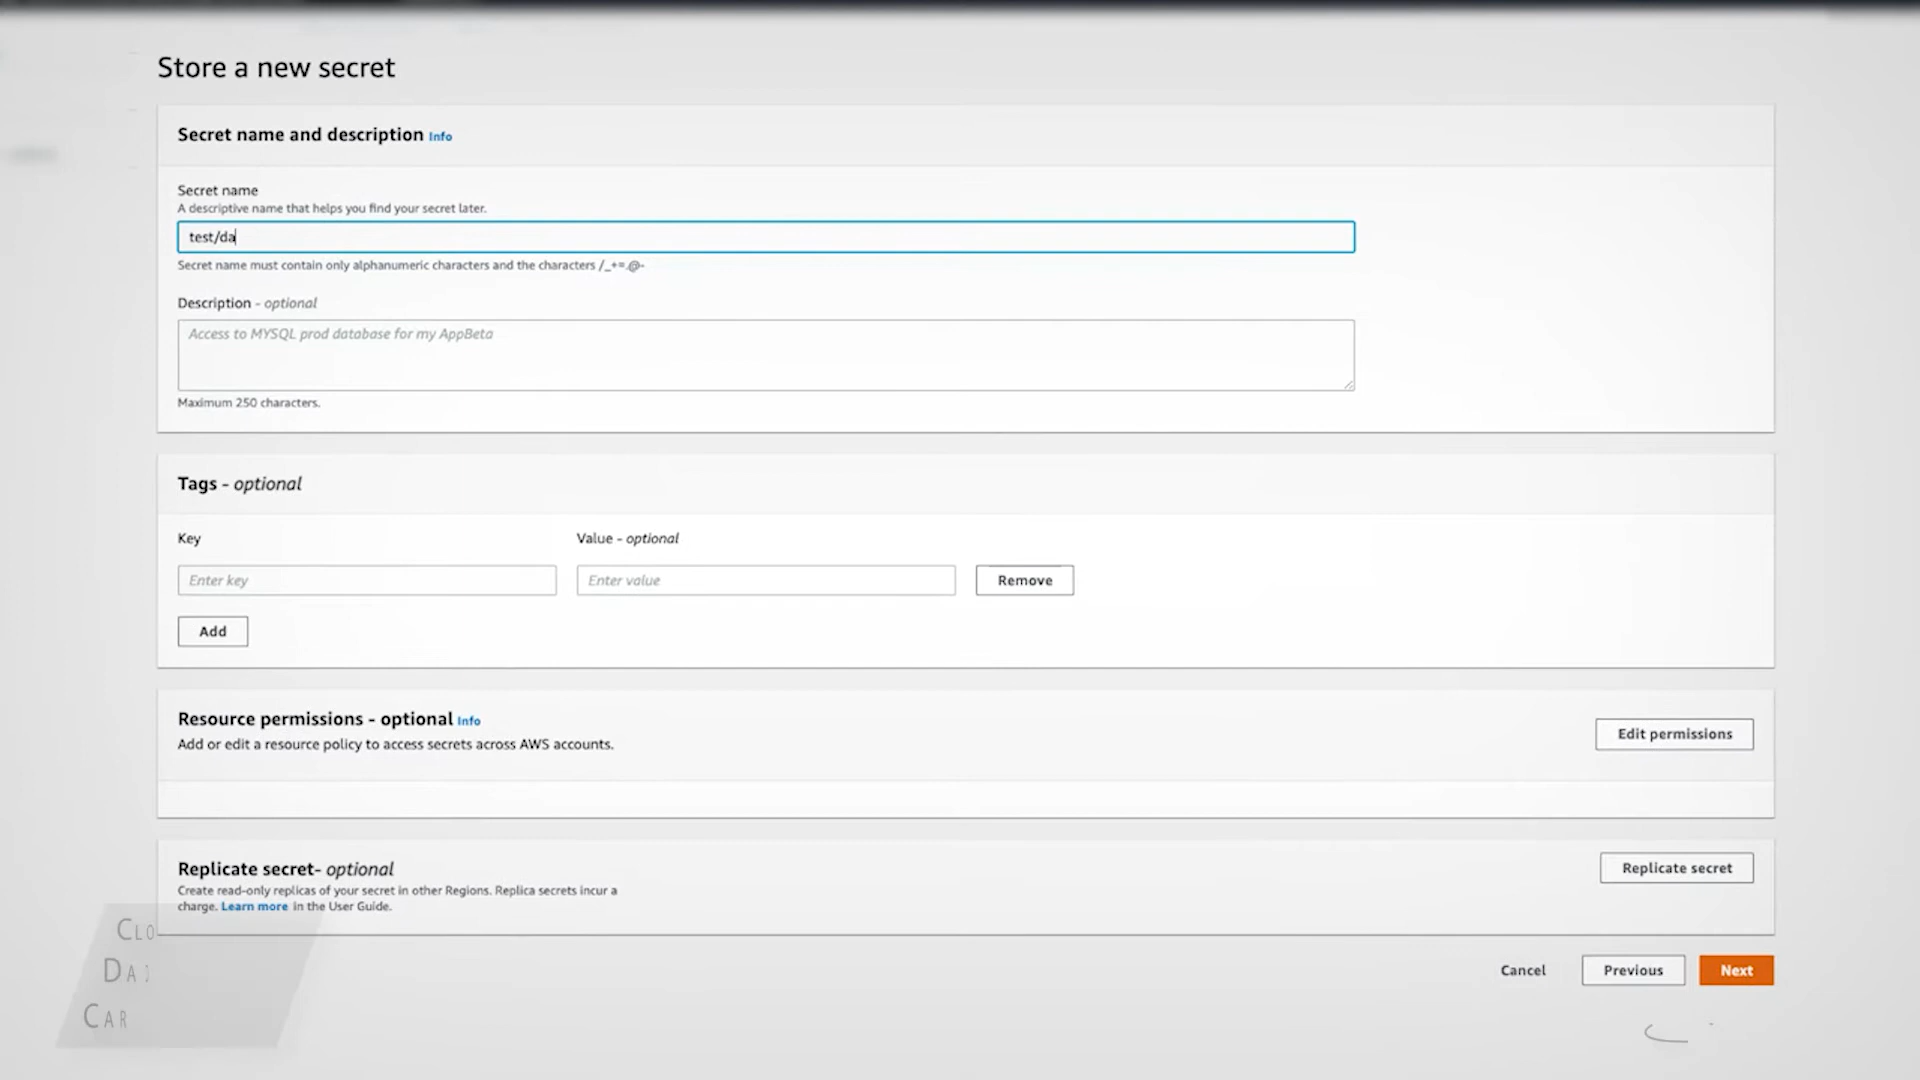 Store a new secret
Secret name and description Info
Secret name
A descriptive name that helps you find your secret later.
test/da
Secret name must contain only alphanumeric characters and the characters /_+=.@-
Description - optional
Access to MYSQL prod database for my AppBeta
Maximum 250 characters.
Tags - optional
Key
Value - optional
Enter key
Enter value
Remove
Add
Resource permissions - optional Info
Add or edit a resource policy to access secrets across AWS accounts.
Edit permissions
Replicate secret- optional
Create read-only replicas of your secret in other Regions. Replica secrets incur a
charge. Learn more in the User Guide.
Replicate secret
Cancel
Previous
Next
CLO
DA
CAR